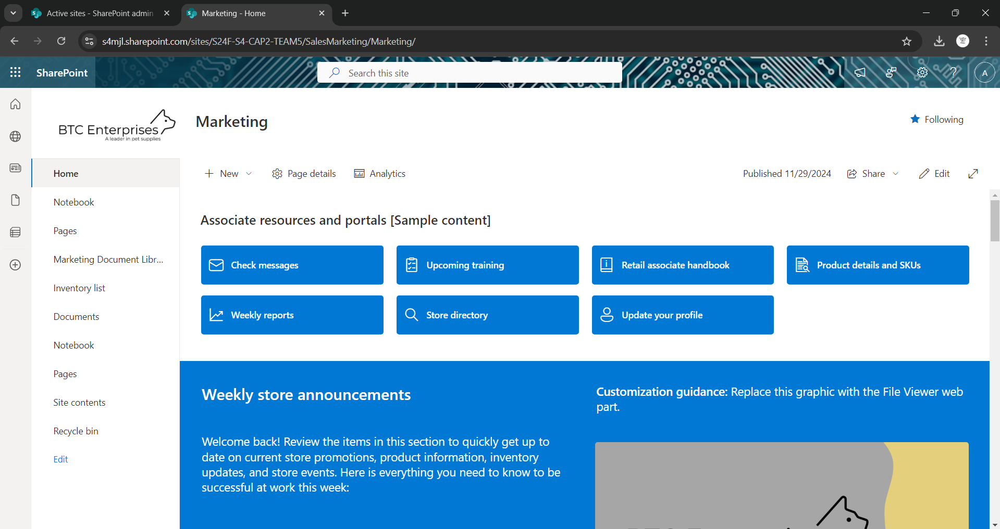 Active sites - SharePoint admin
Marketing - Home
s4mjl.sharepoint.com/sites/S24F-S4-CAP2-TEAM5/SalesMarketing/Marketing/
SharePoint
Search this site
A
BTC Enterprises
A leader in pet supplies
Marketing
Following
Home
Notebook
Pages
Marketing Document Libr...
Inventory list
Documents
Notebook
Pages
Site contents
Recycle bin
Edit
New
Page details
Analytics
Published 11/29/2024
Share
Edit
Associate resources and portals [Sample content]
Check messages
Upcoming training
Retail associate handbook
Product details and SKUs
Weekly reports
Store directory
Update your profile
Weekly store announcements
Welcome back! Review the items in this section to quickly get up to
date on current store promotions, product information, inventory
updates, and store events. Here is everything you need to know to be
successful at work this week:
Customization guidance: Replace this graphic with the File Viewer web
part.